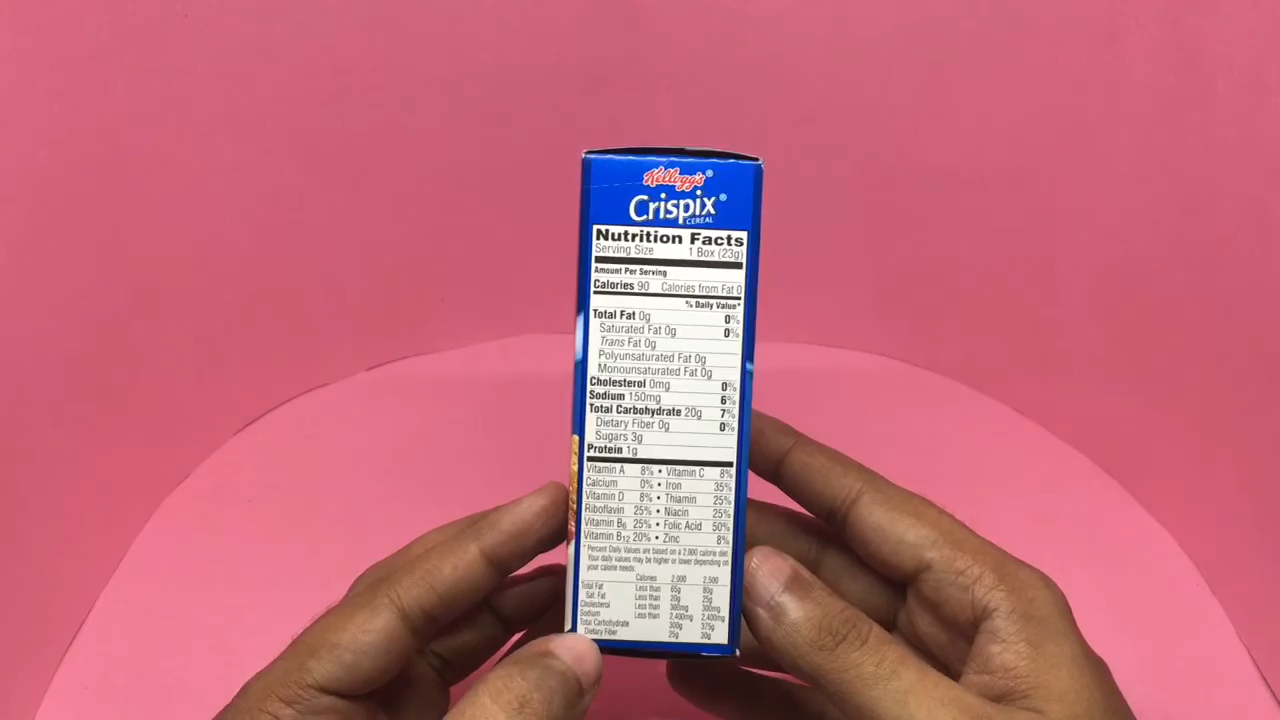 Kellogg's®
Crispix®
CEREAL
Nutrition Facts
Serving Size 1 Box (23g)
Amount Per Serving
Calories 90 Calories from Fat 0
% Daily Value*
Total Fat 0g 0%
Saturated Fat 0g 0%
Trans Fat 0g
Polyunsaturated Fat 0g
Monounsaturated Fat 0g
Cholesterol 0mg 0%
Sodium 150mg 6%
Total Carbohydrate 20g 7%
Dietary Fiber 0g 0%
Sugars 3g
Protein 1g
Vitamin A 8% • Vitamin C 8%
Calcium 0% • Iron 35%
Vitamin D 8% • Thiamin 25%
Riboflavin 25% • Niacin 25%
Vitamin B6 25% • Folic Acid 50%
Vitamin B12 20% • Zinc 8%
* Percent Daily Values are based on a 2,000 calorie diet.
Your daily values may be higher or lower depending on
your calorie needs:
Calories 2,000 2,500
Total Fat Less than 65g 80g
Sat. Fat Less than 20g 25g
Cholesterol Less than 300mg 300mg
Sodium Less than 2,400mg 2,400mg
Total Carbohydrate 300g 375g
Dietary Fiber 25g 30g